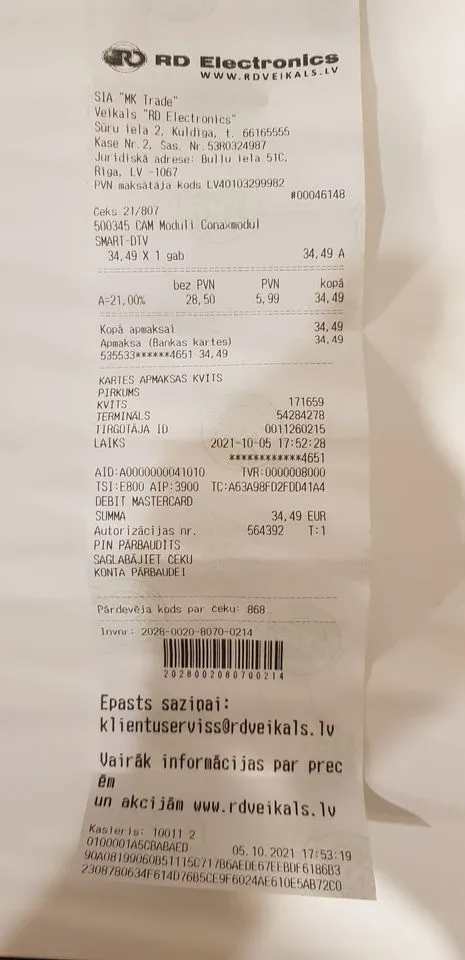 RD Electronics
WWW.RDVEIKALS.LV
SIA "MK Trade"
Veikals "RD Electronics"
Sūru iela 2, Kuldīga, t. 66165555
Kase Nr.2, Sas. Nr.53R0324987
Juridiskā adrese: Buļļu iela 51C,
Rīga, LV -1067
PVN maksātāja kods LV40103299982
#00046148
Čeks 21/807
500345 CAM Moduli Conaxmodul
SMART-DTV
34,49 X 1 gab 34,49 A
bez PVN PVN kopā
A=21,00% 28,50 5,99 34,49
Kopā apmaksai 34,49
Apmaksa (Bankas kartes) 34,49
535533******4651 34,49
KARTES APMAKSAS KVITS
PIRKUMS
KVITS 171659
TERMINĀLS 54284278
TIRGOTĀJA ID 0011260215
LAIKS 2021-10-05 17:52:28
************4651
AID:A0000000041010 TVR:0000008000
TSI:E800 AIP:3900 TC:A63A98FD2FDD41A4
DEBIT MASTERCARD
SUMMA 34,49 EUR
Autorizācijas nr. 564392 T:1
PIN PĀRBAUDĪTS
SAGLABĀJIET ČEKU
KONTA PĀRBAUDEI
Pārdevēja kods par čeku: 868
Invnr: 2028-0020-8070-0214
2028002080700214
Epasts saziņai:
klientuserviss@rdveikals.lv
Vairāk informācijas par prec
ēm
un akcijām www.rdveikals.lv
Kasieris: 10011 2
0100001A5CBABAED 05.10.2021 17:53:19
90A08199060B51115C717B6AEDE67EEBDF6186B3
2308780634F614D76B5CE9F6024AE610E5AB72C0